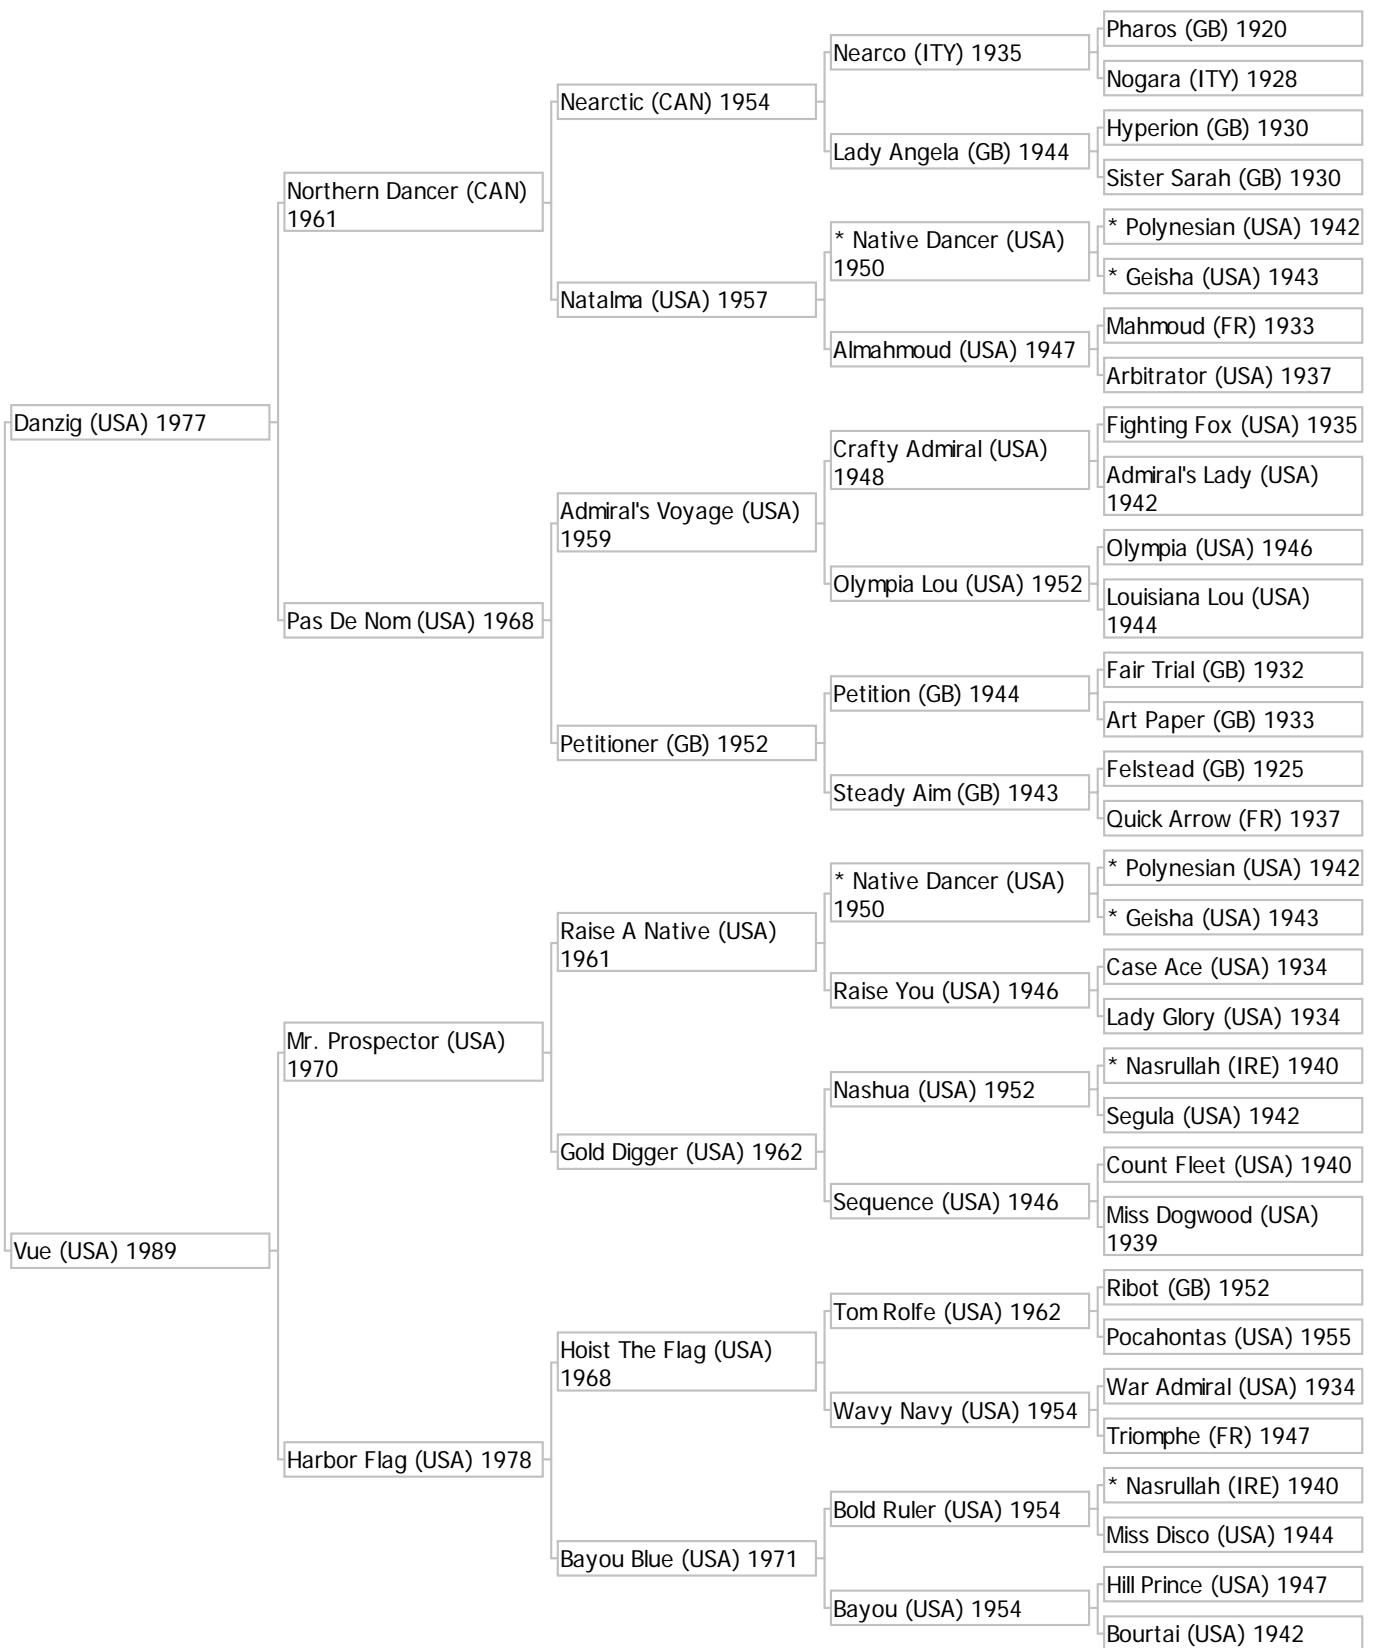 Danzig (USA) 1977
Vue (USA) 1989
Northern Dancer (CAN)
1961
Pas De Nom (USA) 1968
Mr. Prospector (USA)
1970
Harbor Flag (USA) 1978
Nearctic (CAN) 1954
Natalma (USA) 1957
Admiral's Voyage (USA)
1959
Petitioner (GB) 1952
Raise A Native (USA)
1961
Gold Digger (USA) 1962
Hoist The Flag (USA)
1968
Bayou Blue (USA) 1971
Nearco (ITY) 1935
Lady Angela (GB) 1944
* Native Dancer (USA)
1950
Almahmoud (USA) 1947
Crafty Admiral (USA)
1948
Olympia Lou (USA) 1952
Petition (GB) 1944
Steady Aim (GB) 1943
* Native Dancer (USA)
1950
Raise You (USA) 1946
Nashua (USA) 1952
Sequence (USA) 1946
Tom Rolfe (USA) 1962
Wavy Navy (USA) 1954
Bold Ruler (USA) 1954
Bayou (USA) 1954
Pharos (GB) 1920
Nogara (ITY) 1928
Hyperion (GB) 1930
Sister Sarah (GB) 1930
* Polynesian (USA) 1942
* Geisha (USA) 1943
Mahmoud (FR) 1933
Arbitrator (USA) 1937
Fighting Fox (USA) 1935
Admiral's Lady (USA)
1942
Olympia (USA) 1946
Louisiana Lou (USA)
1944
Fair Trial (GB) 1932
Art Paper (GB) 1933
Felstead (GB) 1925
Quick Arrow (FR) 1937
* Polynesian (USA) 1942
* Geisha (USA) 1943
Case Ace (USA) 1934
Lady Glory (USA) 1934
* Nasrullah (IRE) 1940
Segula (USA) 1942
Count Fleet (USA) 1940
Miss Dogwood (USA)
1939
Ribot (GB) 1952
Pocahontas (USA) 1955
War Admiral (USA) 1934
Triomphe (FR) 1947
* Nasrullah (IRE) 1940
Miss Disco (USA) 1944
Hill Prince (USA) 1947
Bourtai (USA) 1942